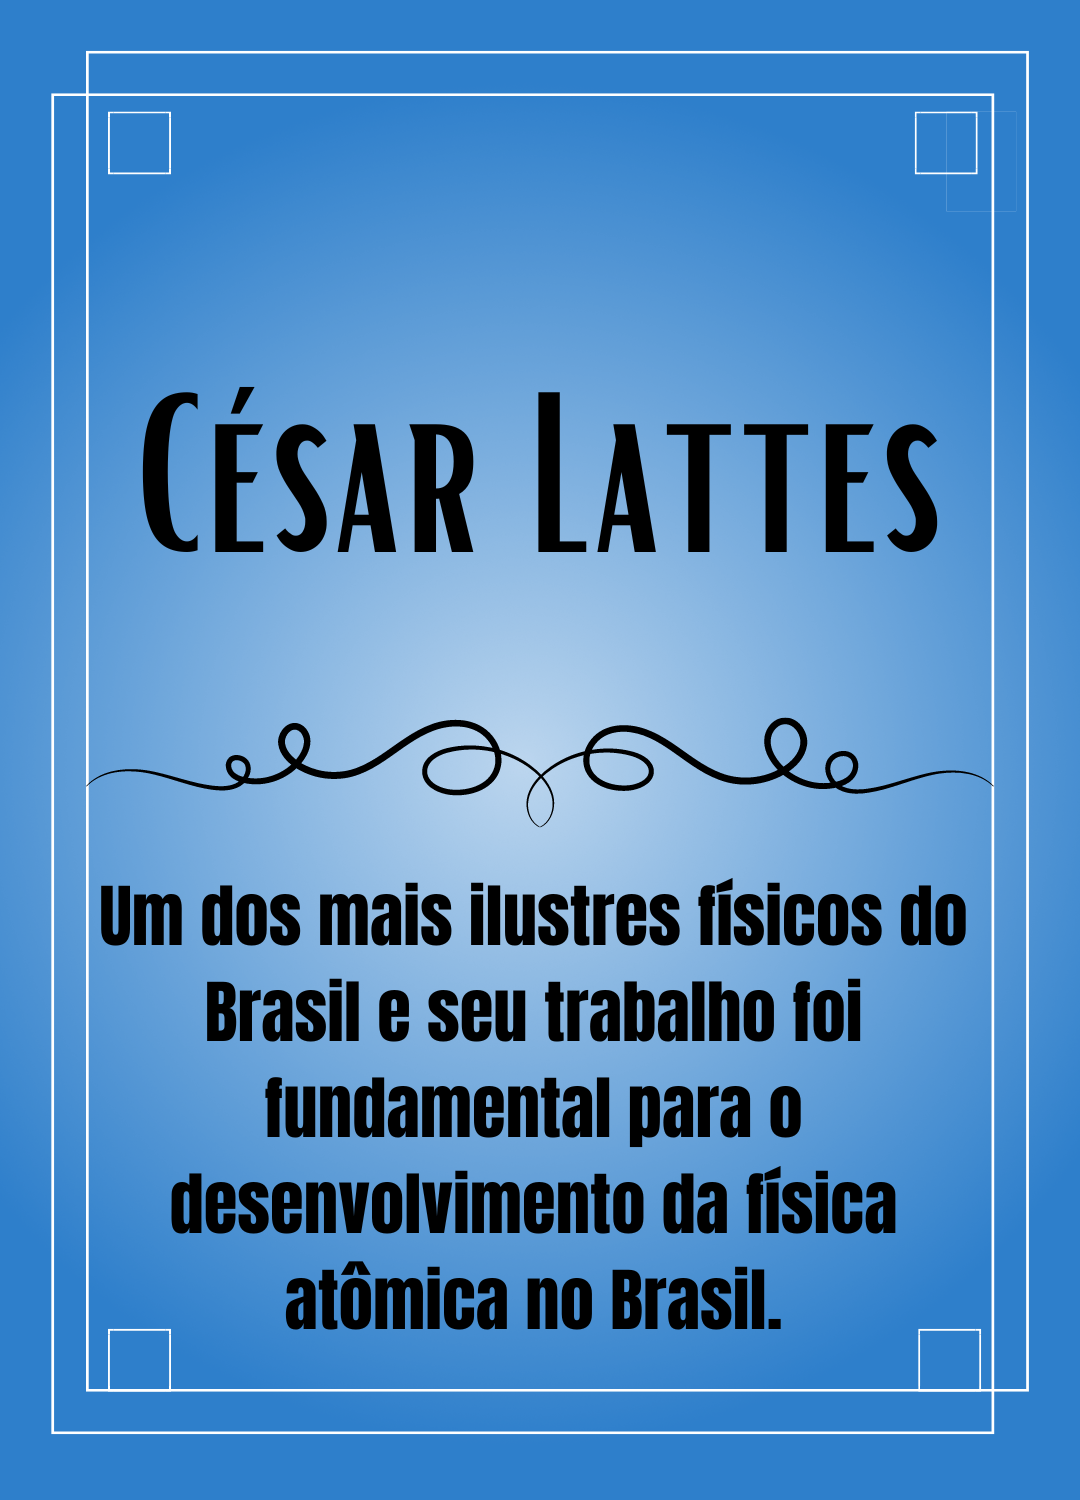 César Lattes
Um dos mais ilustres físicos do
Brasil e seu trabalho foi
fundamental para o
desenvolvimento da física
atômica no Brasil.